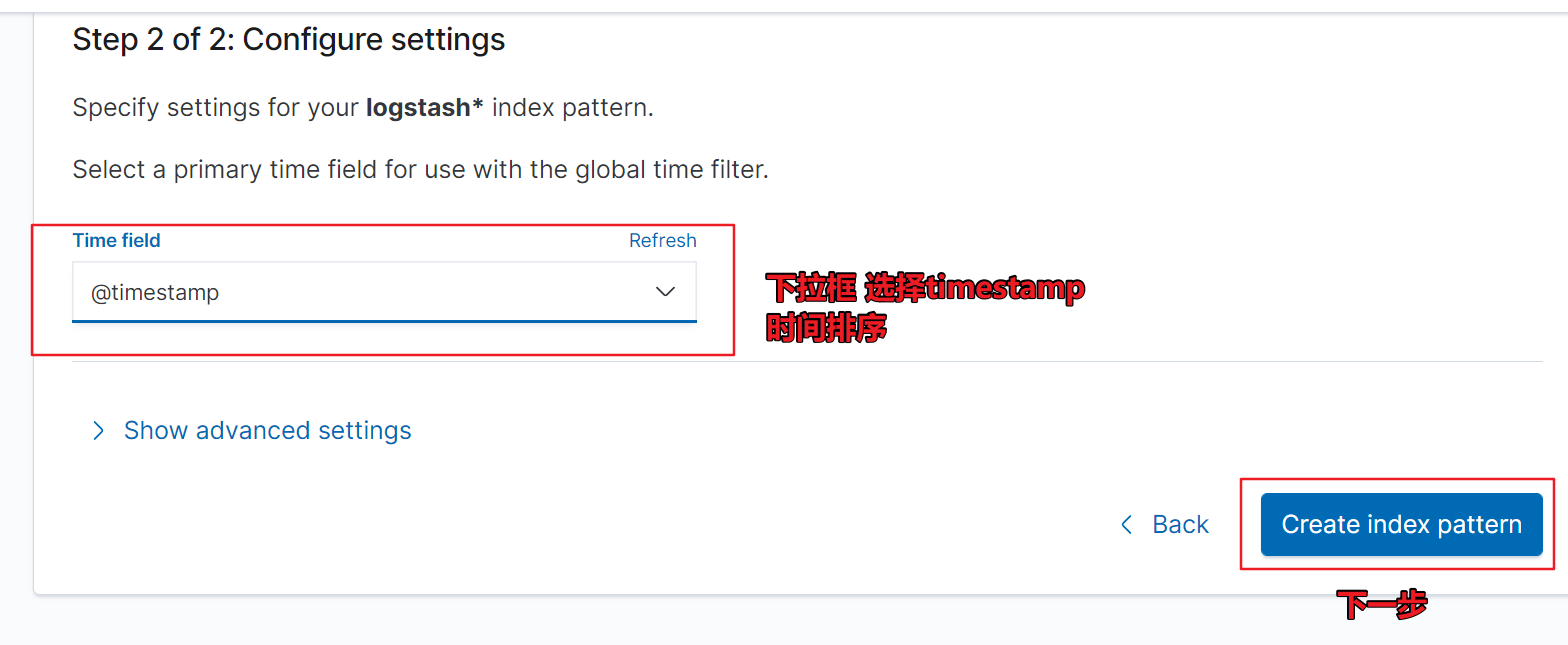 Step 2 of 2: Configure settings
Specify settings for your logstash* index pattern.
Select a primary time field for use with the global time filter.
Time field
Refresh
@timestamp
下拉框 选择timestamp
时间排序
Show advanced settings
Back
Create index pattern
下一步